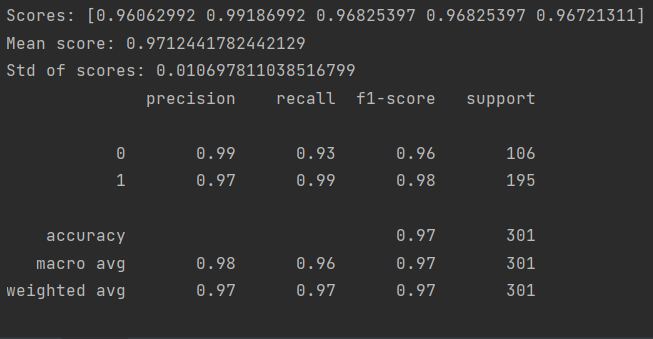 Scores: [0.96062992 0.99186992 0.96825397 0.96825397 0.96721311]
Mean score: 0.9712441782442129
Std of scores: 0.010697811038516799
precision recall f1-score support
0 0.99 0.93 0.96 106
1 0.97 0.99 0.98 195
accuracy 0.97 301
macro avg 0.98 0.96 0.97 301
weighted avg 0.97 0.97 0.97 301